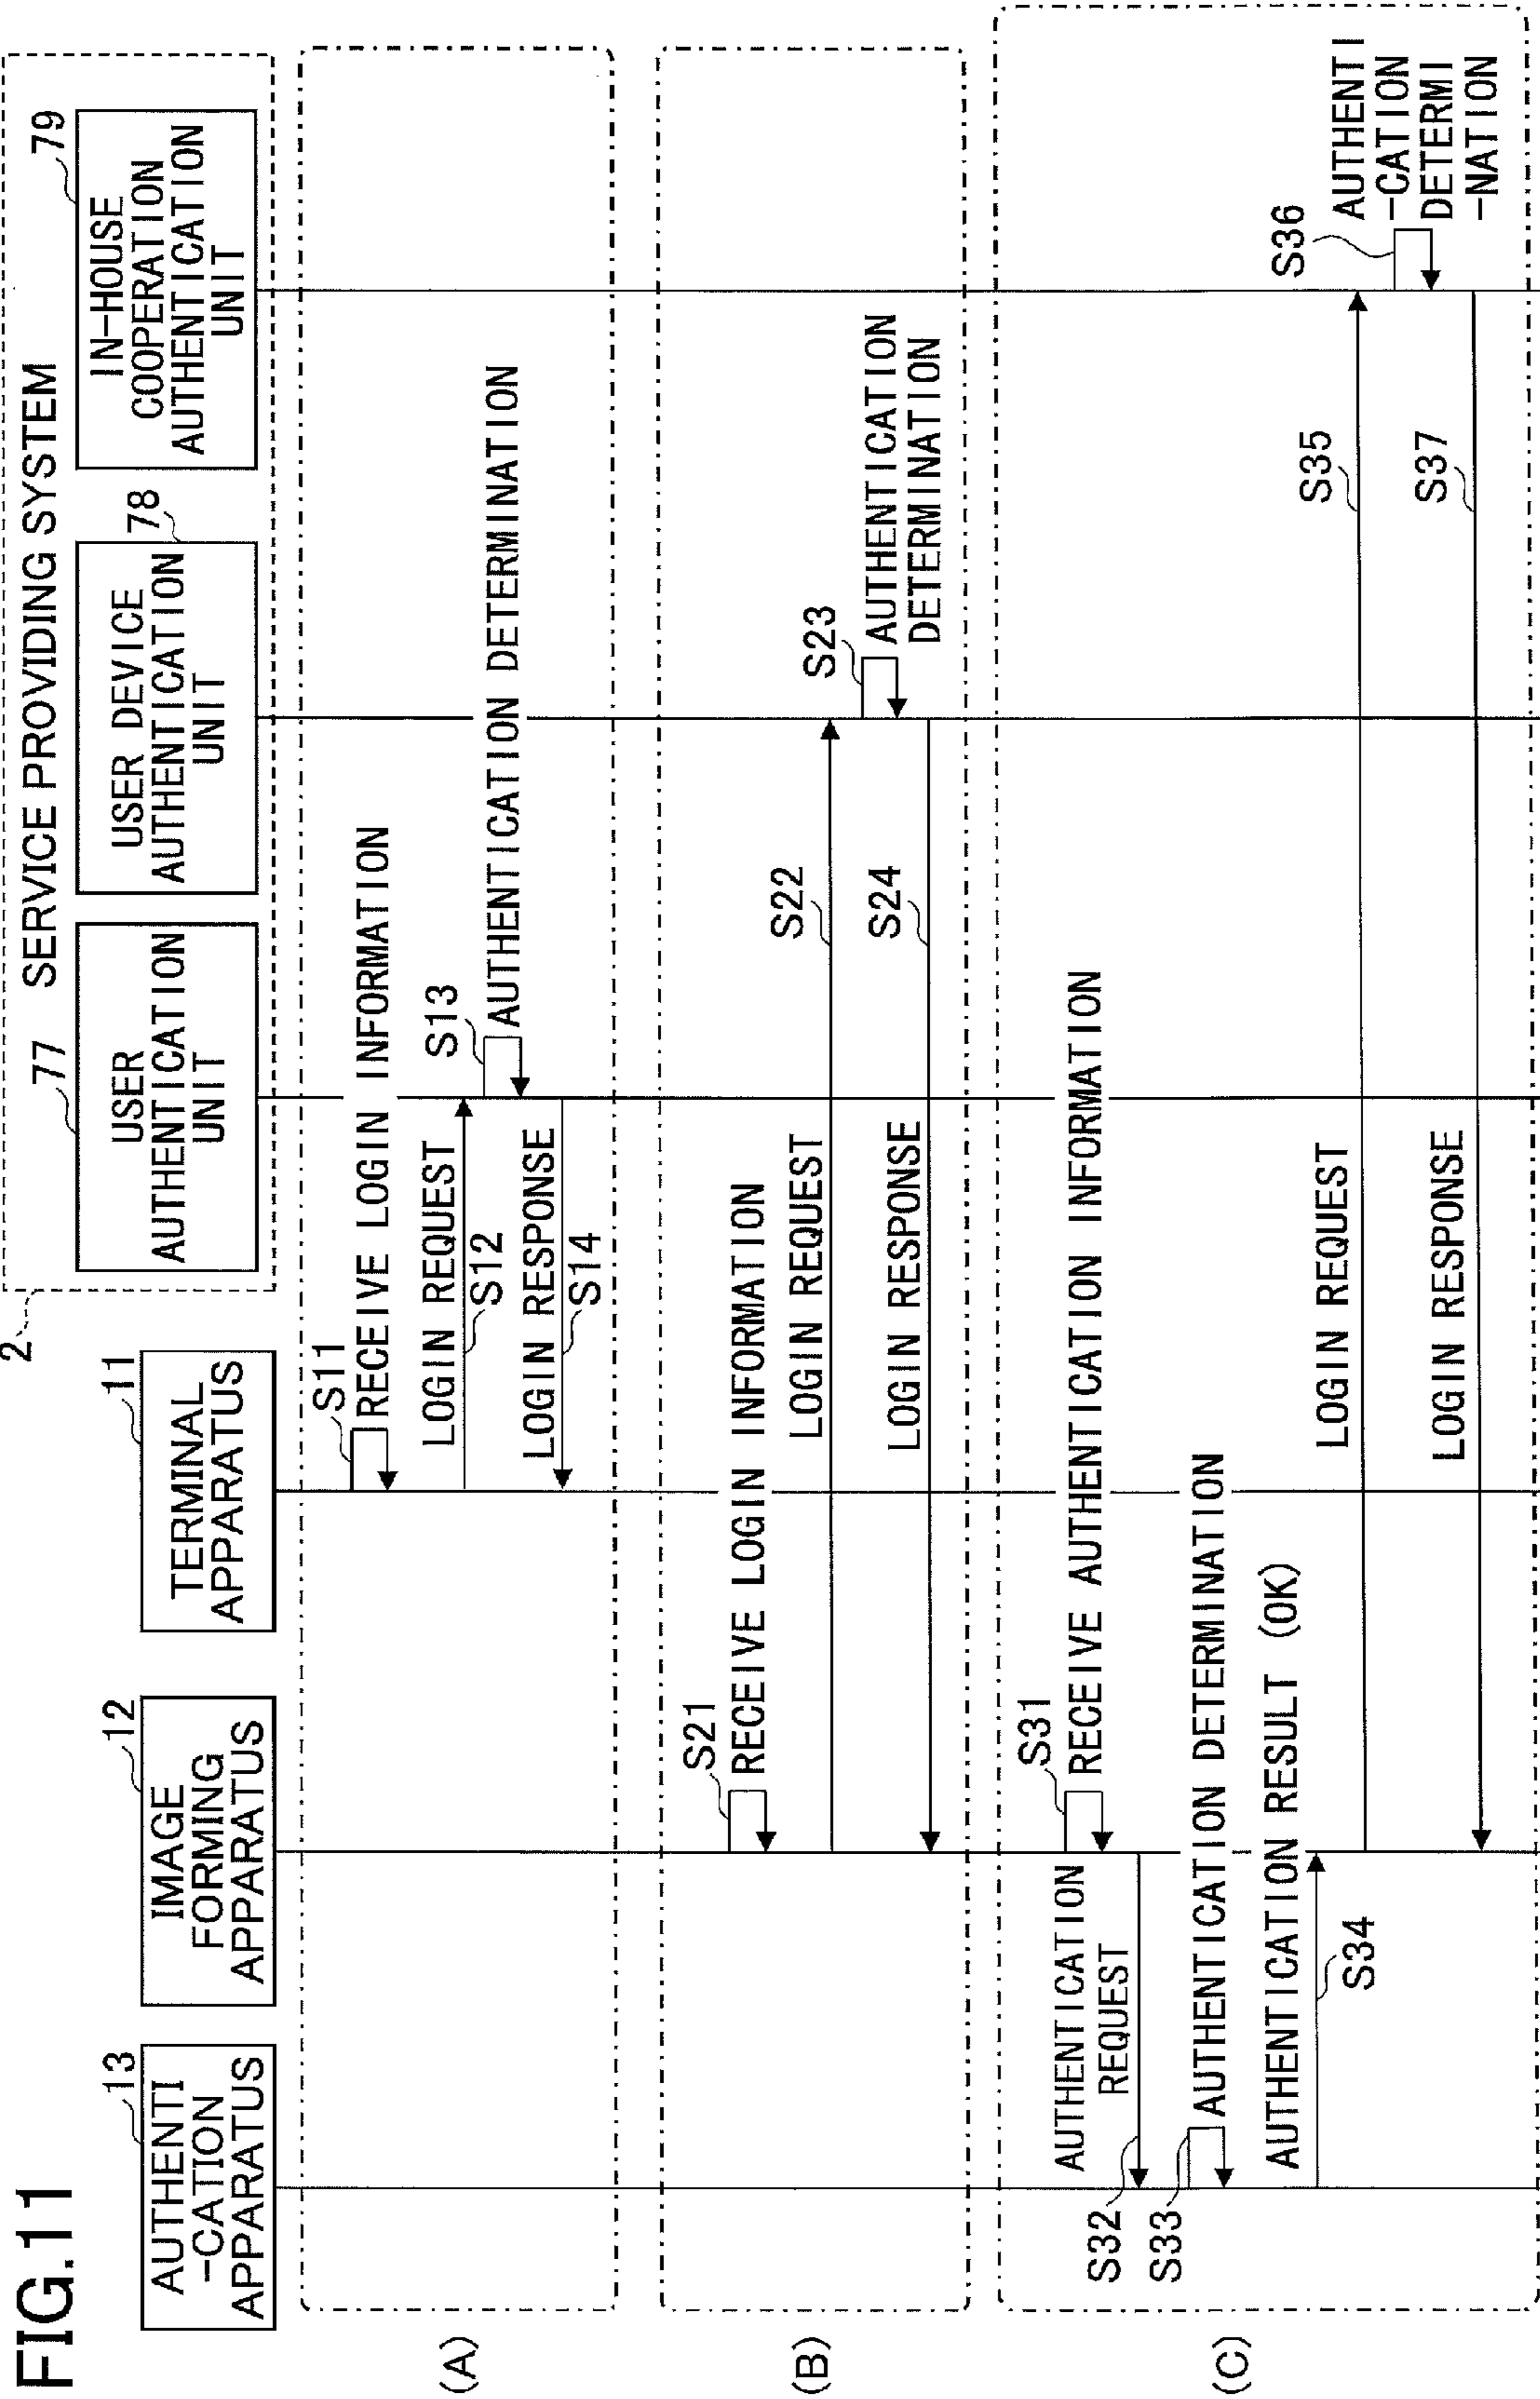 FIG.11
2
SERVICE PROVIDING SYSTEM
13
AUTHENTI
-CATION
APPARATUS
12
IMAGE
FORMING
APPARATUS
11
TERMINAL
APPARATUS
77
USER
AUTHENTICATION
UNIT
78
USER DEVICE
AUTHENTICATION
UNIT
79
IN-HOUSE
COOPERATION
AUTHENTICATION
UNIT
(A)
S11
RECEIVE LOGIN INFORMATION
LOGIN REQUEST
S12
S13
AUTHENTICATION DETERMINATION
LOGIN RESPONSE
S14
(B)
S21
RECEIVE LOGIN INFORMATION
LOGIN REQUEST
S22
S23
AUTHENTICATION
DETERMINATION
LOGIN RESPONSE
S24
(C)
S31
RECEIVE AUTHENTICATION INFORMATION
AUTHENTICATION
REQUEST
S32
S33
AUTHENTICATION DETERMINATION
AUTHENTICATION RESULT (OK)
S34
LOGIN REQUEST
S35
S36
AUTHENTI
-CATION
DETERMI
-NATION
LOGIN RESPONSE
S37